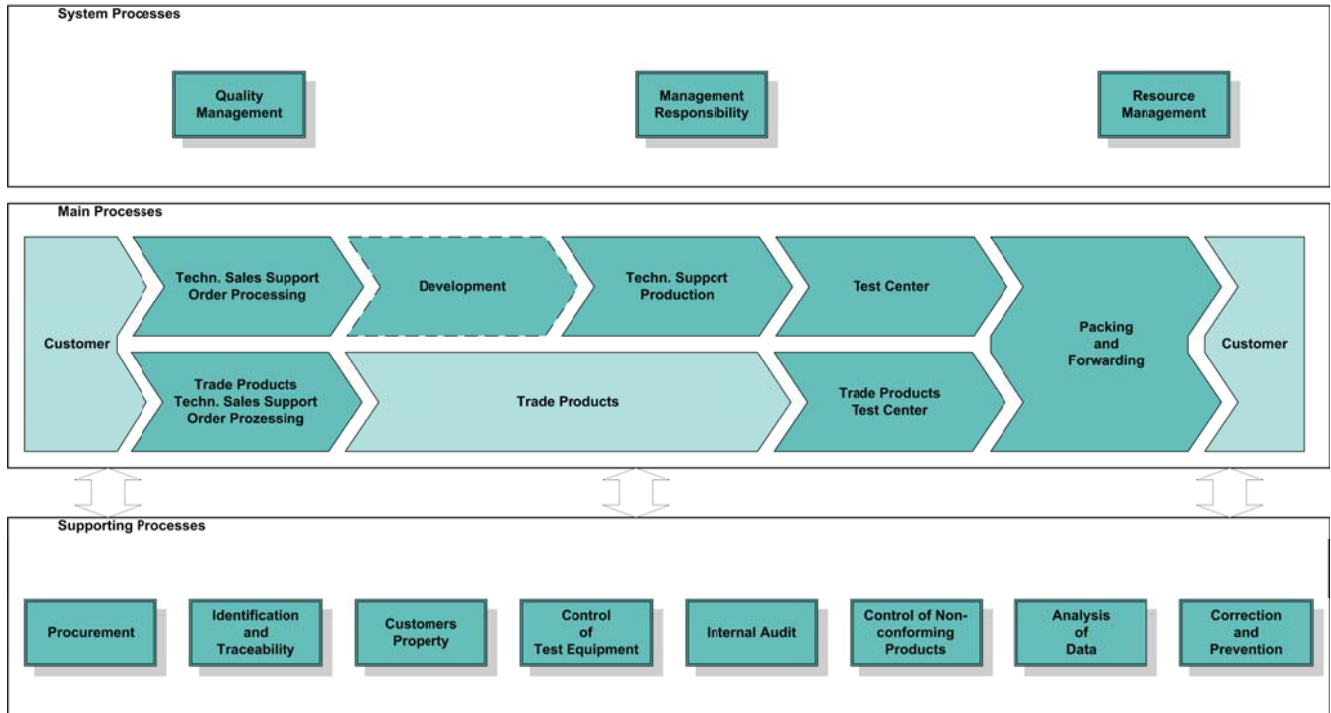 System Processes
Quality
Management
Management
Responsibility
Resource
Management
Main Processes
Customer
Techn. Sales Support
Order Processing
Development
Techn. Support
Production
Test Center
Packing
and
Forwarding
Customer
Trade Products
Techn. Sales Support
Order Prozessing
Trade Products
Trade Products
Test Center
Supporting Processes
Procurement
Identification
and
Traceability
Customers
Property
Control
of
Test Equipment
Internal Audit
Control of Non-
conforming
Products
Analysis
of
Data
Correction
and
Prevention